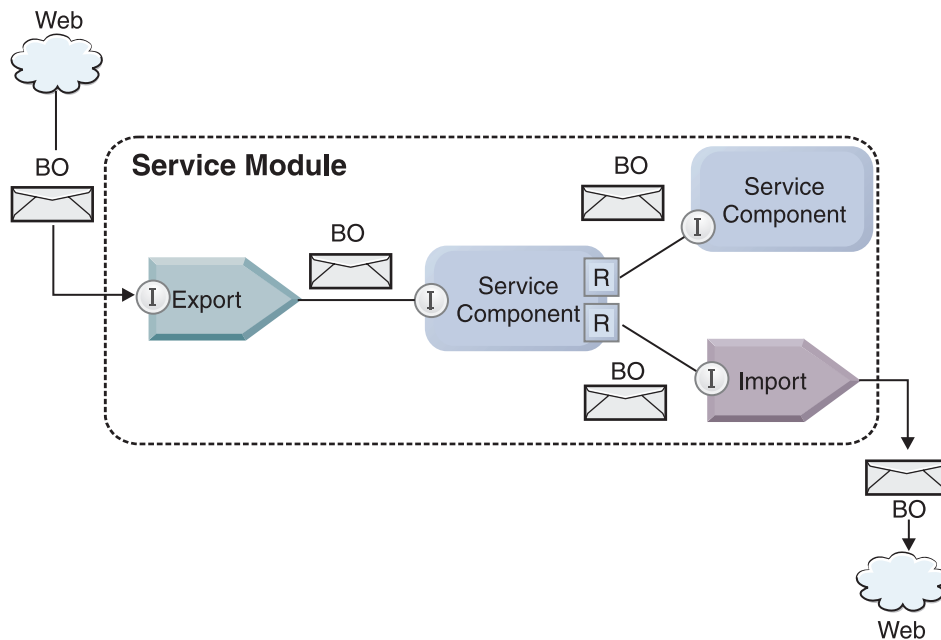 Web
BO
Service Module
BO
Service
Component
I
BO
I
Export
I
Service
Component
R
R
BO
I
Import
BO
Web